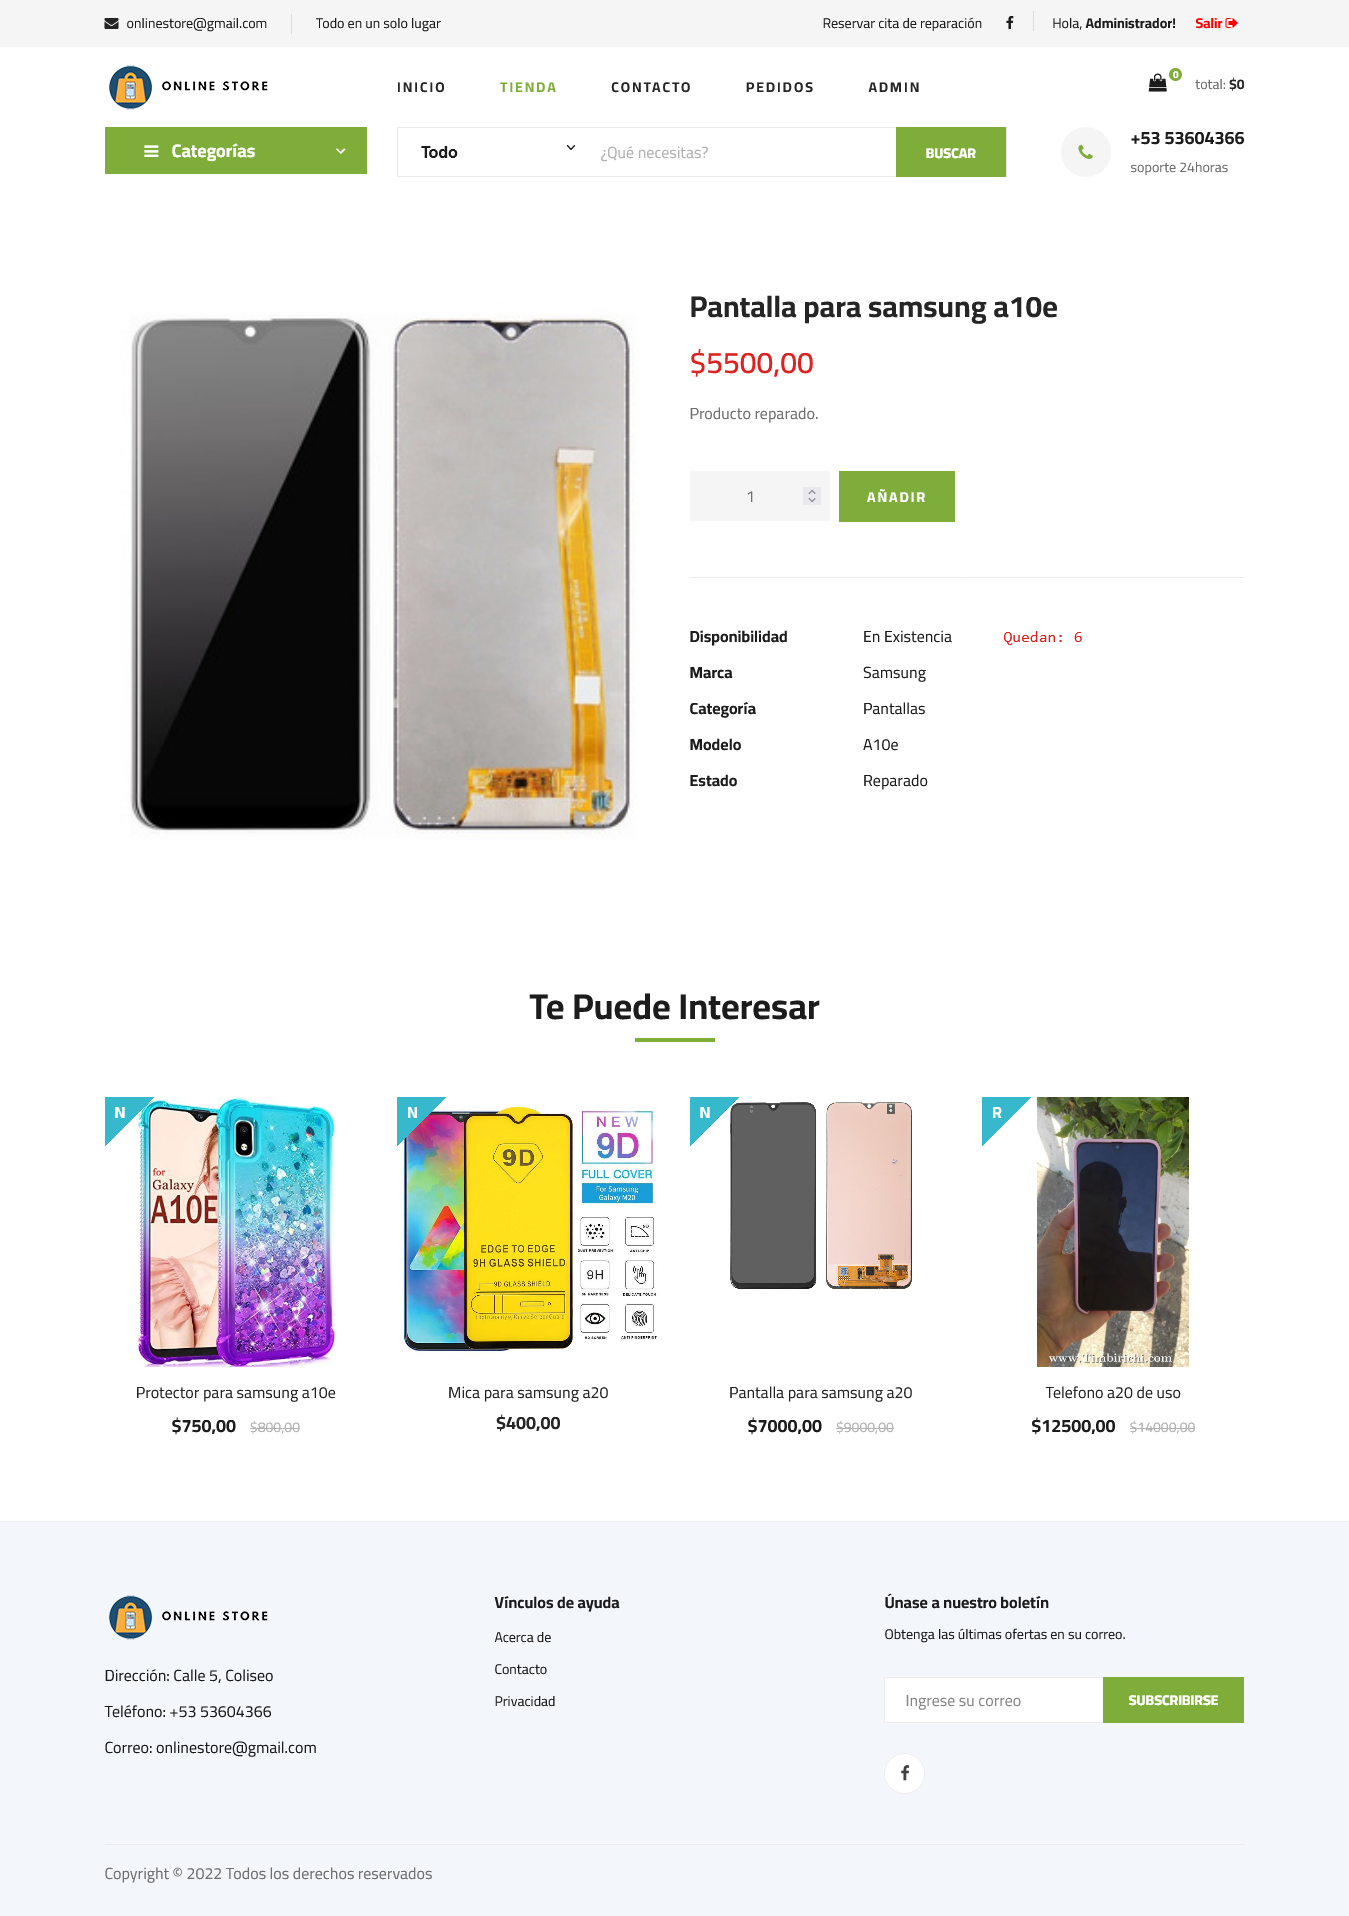 onlinestore@gmail.com
Todo en un solo lugar
Reservar cita de reparación
Hola, Administrador!
Salir
ONLINE STORE
INICIO
TIENDA
CONTACTO
PEDIDOS
ADMIN
0
total: $0
Categorías
Todo
¿Qué necesitas?
BUSCAR
+53 53604366
soporte 24horas
Pantalla para samsung a10e
$5500,00
Producto reparado.
1
AÑADIR
Disponibilidad En Existencia Quedan: 6
Marca Samsung
Categoría Pantallas
Modelo A10e
Estado Reparado
Te Puede Interesar
N
for
Galaxy
A10E
Protector para samsung a10e
$750,00 $800,00
N
9D
EDGE TO EDGE
9H GLASS SHIELD
9D GLASS SHIELD
NEW
9D
FULL COVER
For Samsung
Galaxy M20
9H
Mica para samsung a20
$400,00
N
Pantalla para samsung a20
$7000,00 $9000,00
R
www.Timbirichi.com
Telefono a20 de uso
$12500,00 $14000,00
ONLINE STORE
Dirección: Calle 5, Coliseo
Teléfono: +53 53604366
Correo: onlinestore@gmail.com
Vínculos de ayuda
Acerca de
Contacto
Privacidad
Únase a nuestro boletín
Obtenga las últimas ofertas en su correo.
Ingrese su correo
SUBSCRIBIRSE
Copyright © 2022 Todos los derechos reservados